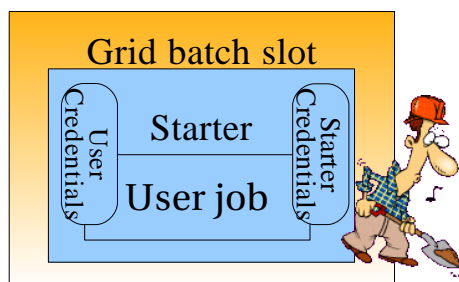 Grid batch slot
User
Credentials
Starter
User job
Starter
Credentials